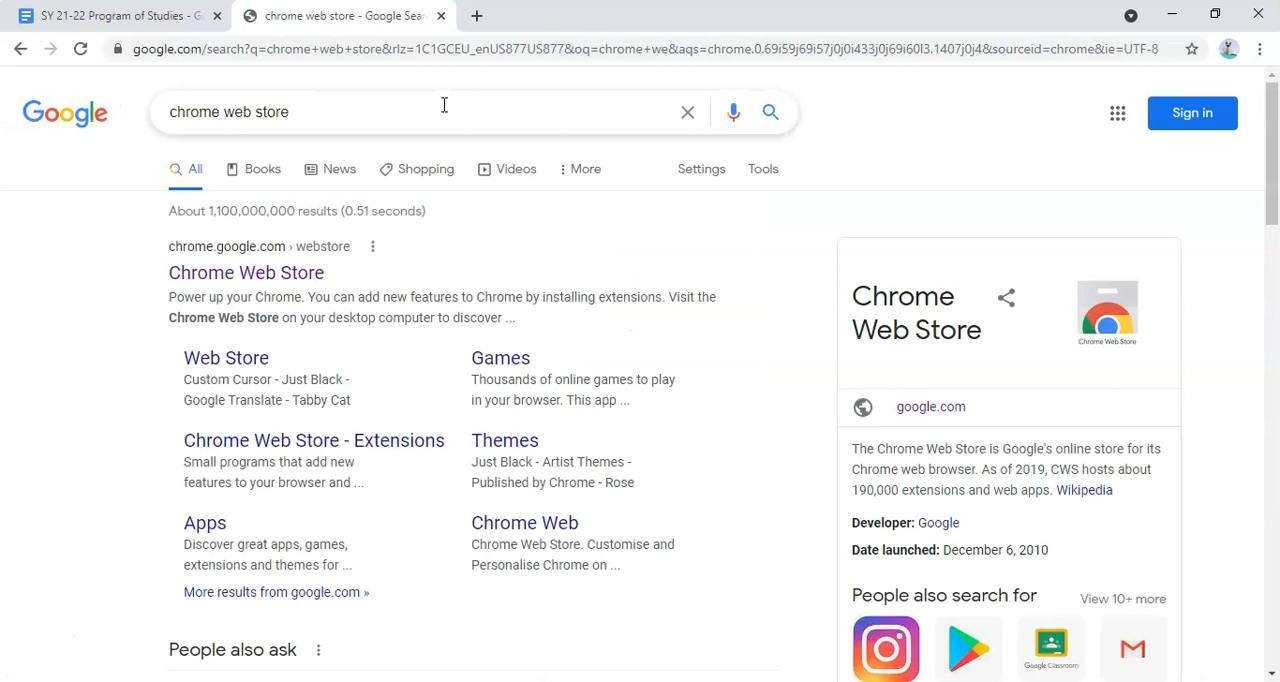 SY 21-22 Program of Studies - G
chrome web store - Google Sear
google.com/search?q=chrome+web+store&rlz=1C1GCEU_enUS877US877&oq=chrome+we&aqs=chrome.0.69i59j69i57j0j0i433j0j69i60l3.1407j0j4&sourceid=chrome&ie=UTF-8
Google
chrome web store
Sign in
All
Books
News
Shopping
Videos
More
Settings
Tools
About 1,100,000,000 results (0.51 seconds)
chrome.google.com › webstore
Chrome Web Store
Power up your Chrome. You can add new features to Chrome by installing extensions. Visit the
Chrome Web Store on your desktop computer to discover ...
Web Store
Custom Cursor - Just Black -
Google Translate - Tabby Cat
Games
Thousands of online games to play
in your browser. This app ...
Chrome Web Store - Extensions
Small programs that add new
features to your browser and ...
Themes
Just Black - Artist Themes -
Published by Chrome - Rose
Apps
Discover great apps, games,
extensions and themes for ...
Chrome Web
Chrome Web Store. Customise and
Personalise Chrome on ...
More results from google.com »
People also ask
Chrome
Web Store
Chrome Web Store
google.com
The Chrome Web Store is Google's online store for its
Chrome web browser. As of 2019, CWS hosts about
190,000 extensions and web apps. Wikipedia
Developer: Google
Date launched: December 6, 2010
People also search for
View 10+ more
Google Classroom